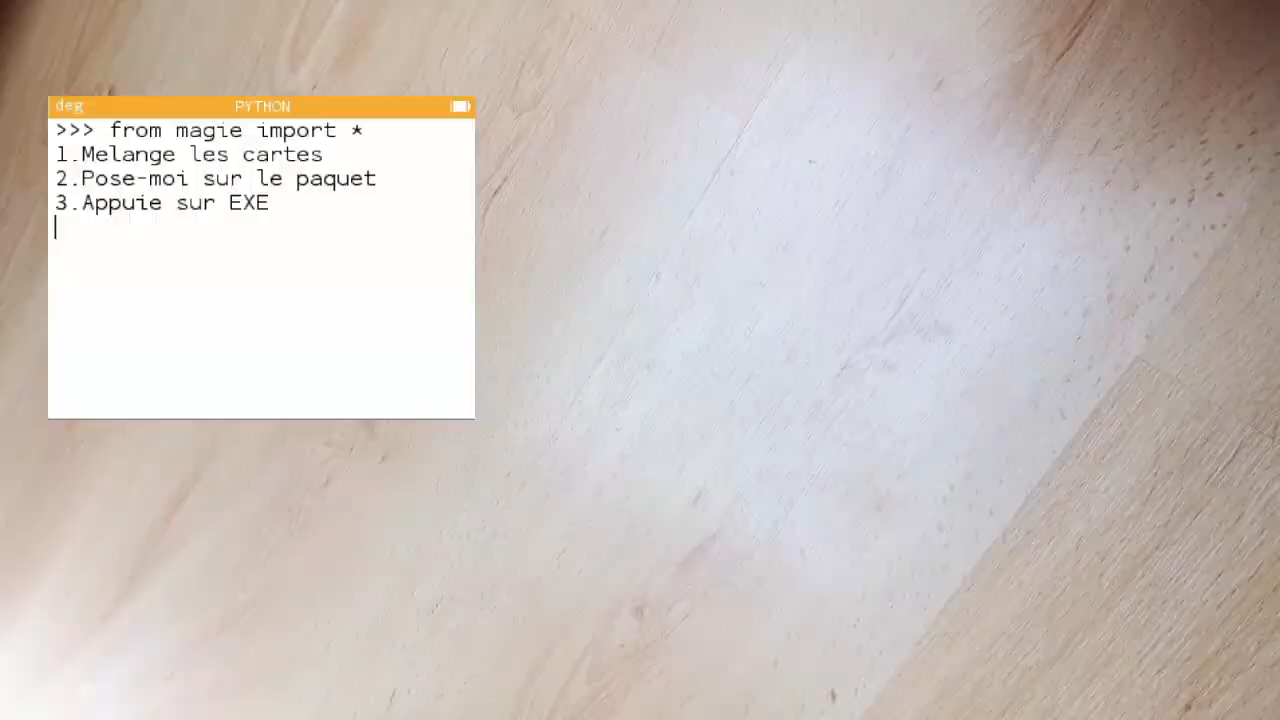 deg PYTHON
>>> from magie import *
1.Melange les cartes
2.Pose-moi sur le paquet
3.Appuie sur EXE